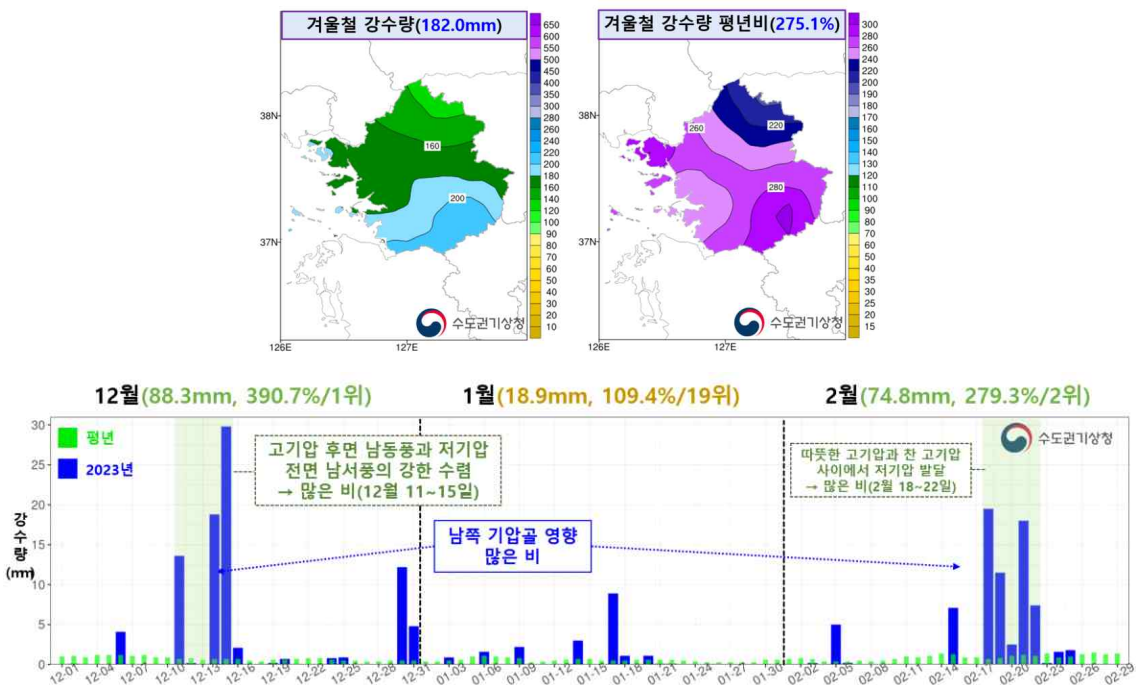 겨울철 강수량(182.0mm)
650
600
550
500
450
400
350
300
280
260
240
220
200
180
160
140
120
100
90
80
70
60
50
40
30
20
10
38N
37N
126E
127E
160
200
수도권기상청
겨울철 강수량 평년비(275.1%)
300
280
260
240
220
200
190
180
170
160
150
140
130
120
110
100
90
80
70
60
50
40
30
20
15
38N
37N
126E
127E
260
220
280
수도권기상청
12월(88.3mm, 390.7%/1위)
1월(18.9mm, 109.4%/19위)
2월(74.8mm, 279.3%/2위)
강수량
(mm)
30
25
20
15
10
5
0
평년
2023년
고기압 후면 남동풍과 저기압
전면 남서풍의 강한 수렴
→ 많은 비(12월 11~15일)
남쪽 기압골 영향
많은 비
따뜻한 고기압과 찬 고기압
사이에서 저기압 발달
→ 많은 비(2월 18~22일)
수도권기상청
12-01 12-04 12-07 12-10 12-13 12-16 12-19 12-22 12-25 12-28 12-31 01-03 01-06 01-09 01-12 01-15 01-18 01-21 01-24 01-27 01-30 02-02 02-05 02-08 02-11 02-14 02-17 02-20 02-23 02-26 02-29